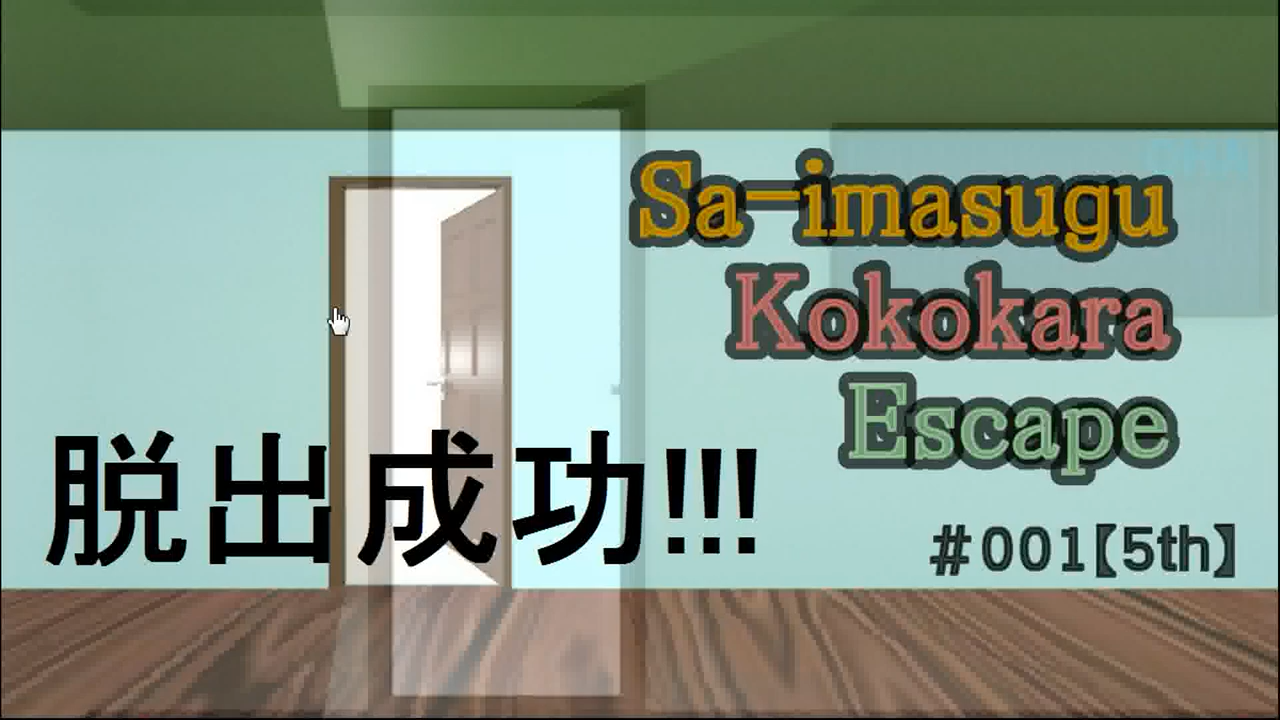 Sa-imasugu
Kokokara
Escape
脱出成功!!!
#001【5th】